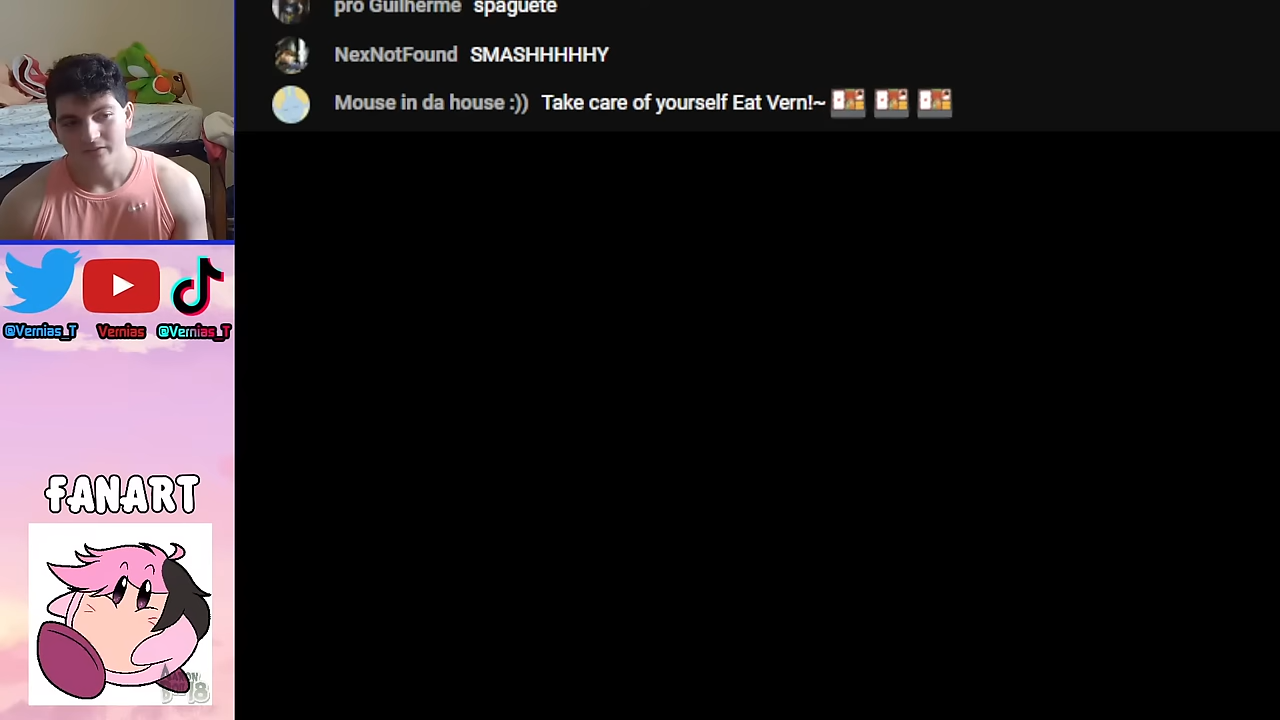 pro Guilherme spaguete
NexNotFound SMASHHHHHY
Mouse in da house :)) Take care of yourself Eat Vern!~
@Vernias_T Vernias @Vernias_T
FANART